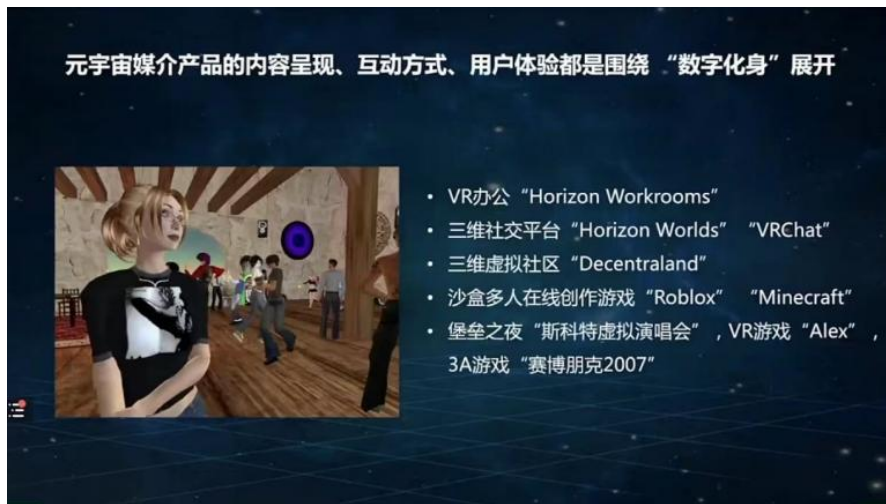 元宇宙媒介产品的内容呈现、互动方式、用户体验都是围绕 “数字化身” 展开
• VR办公 “Horizon Workrooms”
• 三维社交平台 “Horizon Worlds” “VRChat”
• 三维虚拟社区 “Decentraland”
• 沙盒多人在线创作游戏 “Roblox” “Minecraft”
• 堡垒之夜 “斯科特虚拟演唱会” ，VR游戏 “Alex” ，
3A游戏 “赛博朋克2007”